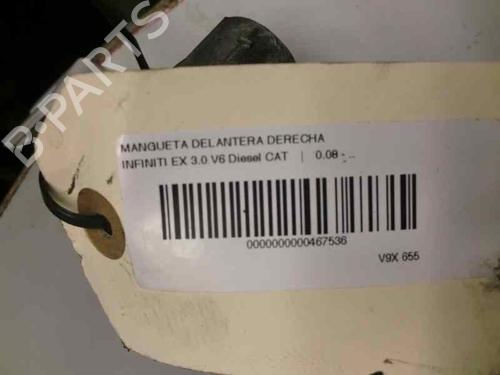 B-PARTS
MANGUETA DELANTERA DERECHA
INFINITI EX 3.0 V6 Diesel CAT | 0.08 - ...
0000000000467536
V9X 655